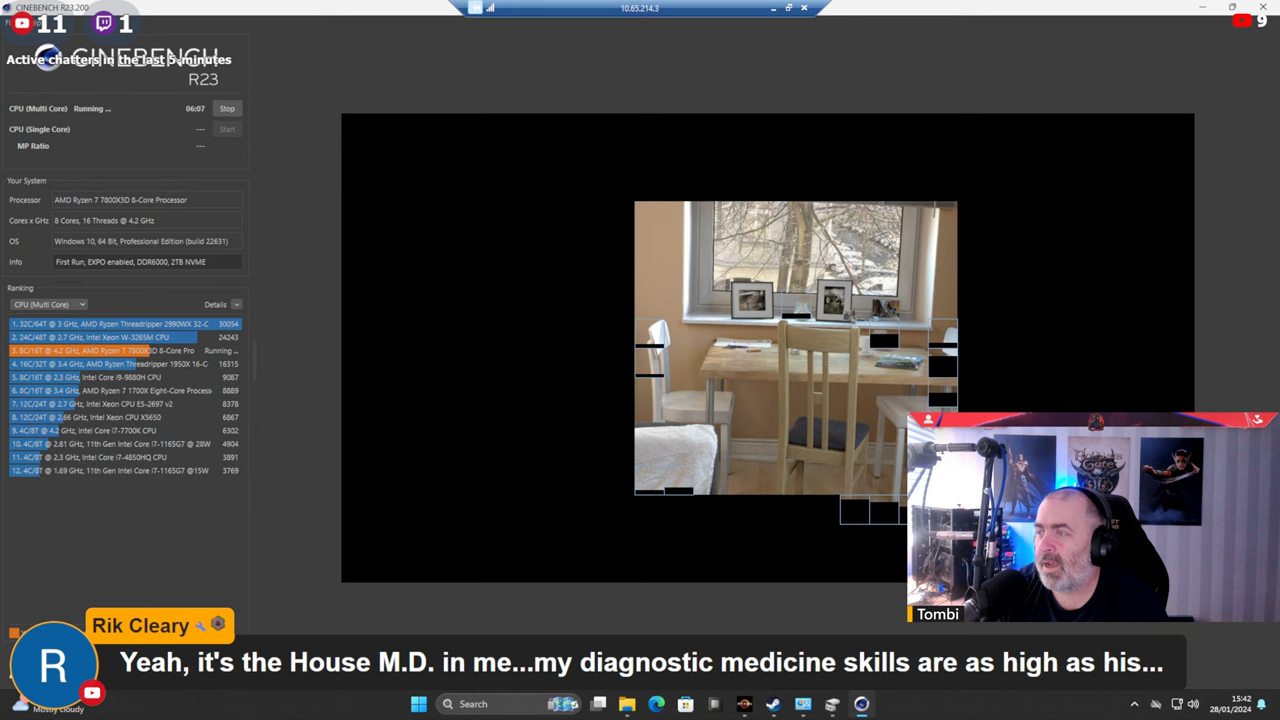 CINEBENCH R23.200
10.65.214.3
11
1
9
Active chatters in the last 5 minutes
CINEBENCH
R23
CPU (Multi Core) Running ... 06:07 Stop
CPU (Single Core) --- Start
MP Ratio ---
Your System
Processor AMD Ryzen 7 7800X3D 8-Core Processor
Cores x GHz 8 Cores, 16 Threads @ 4.2 GHz
OS Windows 10, 64 Bit, Professional Edition (build 22631)
Info First Run, EXPO enabled, DDR6000, 2TB NVME
Ranking
CPU (Multi Core) Details
1. 32C/64T @ 3 GHz, AMD Ryzen Threadripper 2990WX 32-C 30054
2. 24C/48T @ 2.7 GHz, Intel Xeon W-3265M CPU 24243
3. 8C/16T @ 4.2 GHz, AMD Ryzen 7 7800X3D 8-Core Pro Running ...
4. 16C/32T @ 3.4 GHz, AMD Ryzen Threadripper 1950X 16-C 16315
5. 8C/16T @ 2.3 GHz, Intel Core i9-9880H CPU 9087
6. 8C/16T @ 3.4 GHz, AMD Ryzen 7 1700X Eight-Core Process 8889
7. 12C/24T @ 2.7 GHz, Intel Xeon CPU E5-2697 v2 8378
8. 12C/24T @ 2.66 GHz, Intel Xeon CPU X5650 6867
9. 4C/8T @ 4.2 GHz, Intel Core i7-7700K CPU 6302
10. 4C/8T @ 2.81 GHz, 11th Gen Intel Core i7-1165G7 @ 28W 4904
11. 4C/8T @ 2.3 GHz, Intel Core i7-4850HQ CPU 3891
12. 4C/8T @ 1.69 GHz, 11th Gen Intel Core i7-1165G7 @15W 3769
Tombi
Rik Cleary
R
Yeah, it's the House M.D. in me...my diagnostic medicine skills are as high as his...
Mostly cloudy
Search
15:42
28/01/2024